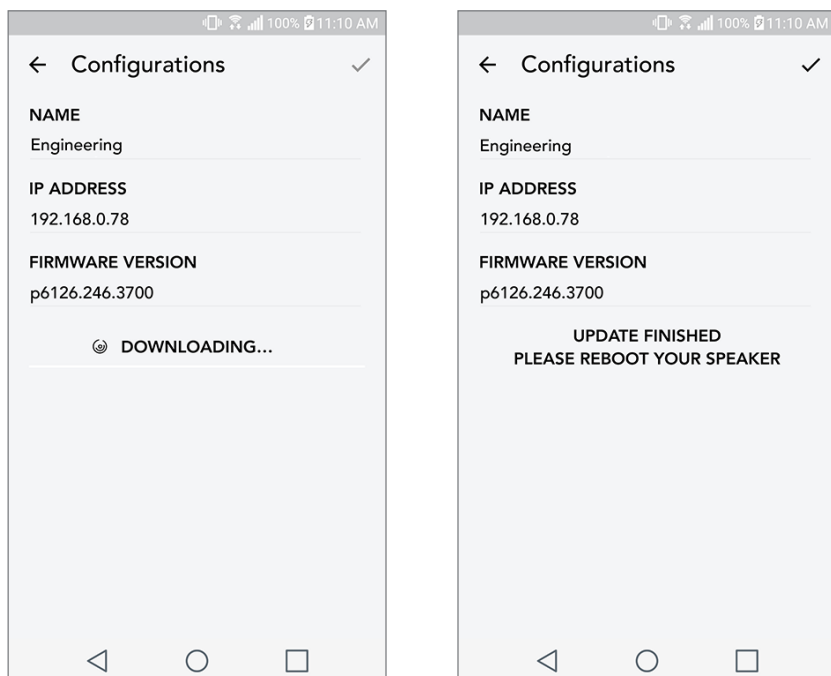 100% 11:10 AM
Configurations
NAME
Engineering
IP ADDRESS
192.168.0.78
FIRMWARE VERSION
p6126.246.3700
DOWNLOADING...
100% 11:10 AM
Configurations
NAME
Engineering
IP ADDRESS
192.168.0.78
FIRMWARE VERSION
p6126.246.3700
UPDATE FINISHED
PLEASE REBOOT YOUR SPEAKER